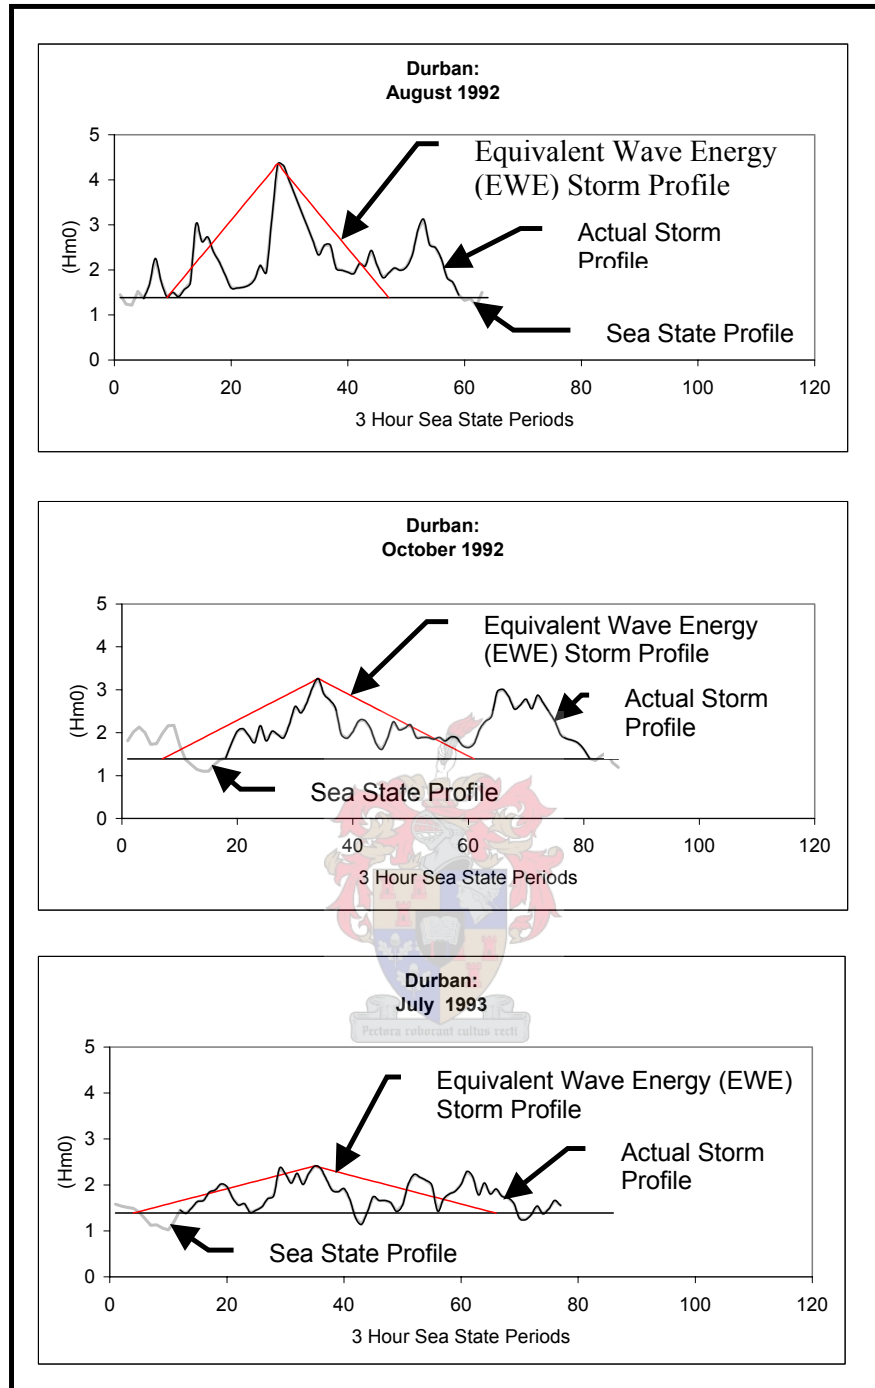 Durban:
August 1992
5
4
3
2
1
0
(Hm0)
Equivalent Wave Energy
(EWE) Storm Profile
Actual Storm
Profile
Sea State Profile
0 20 40 60 80 100 120
3 Hour Sea State Periods
Durban:
October 1992
5
4
3
2
1
0
(Hm0)
Equivalent Wave Energy
(EWE) Storm Profile
Actual Storm
Profile
Sea State Profile
0 20 40 60 80 100 120
3 Hour Sea State Periods
Durban:
July 1993
Pectora roborant cultus recti
5
4
3
2
1
0
(Hm0)
Equivalent Wave Energy (EWE)
Storm Profile
Actual Storm
Profile
Sea State Profile
0 20 40 60 80 100 120
3 Hour Sea State Periods